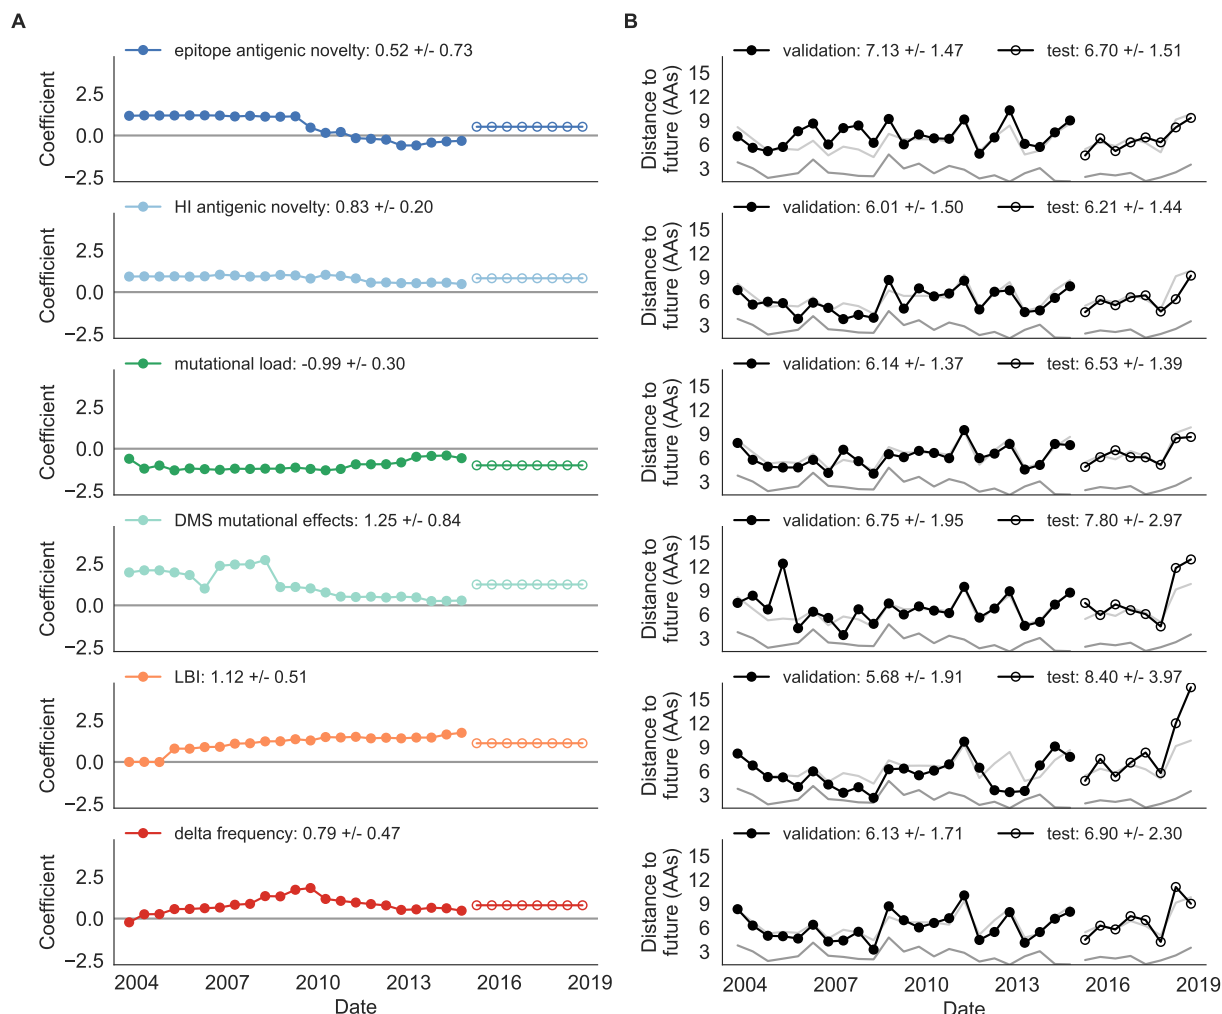 A
B
epitope antigenic novelty: 0.52 +/- 0.73
validation: 7.13 +/- 1.47
test: 6.70 +/- 1.51
Coefficient
2.5
0.0
−2.5
Distance to
future (AAs)
15
12
9
6
3
HI antigenic novelty: 0.83 +/- 0.20
validation: 6.01 +/- 1.50
test: 6.21 +/- 1.44
Coefficient
2.5
0.0
−2.5
Distance to
future (AAs)
15
12
9
6
3
mutational load: -0.99 +/- 0.30
validation: 6.14 +/- 1.37
test: 6.53 +/- 1.39
Coefficient
2.5
0.0
−2.5
Distance to
future (AAs)
15
12
9
6
3
DMS mutational effects: 1.25 +/- 0.84
validation: 6.75 +/- 1.95
test: 7.80 +/- 2.97
Coefficient
2.5
0.0
−2.5
Distance to
future (AAs)
15
12
9
6
3
LBI: 1.12 +/- 0.51
validation: 5.68 +/- 1.91
test: 8.40 +/- 3.97
Coefficient
2.5
0.0
−2.5
Distance to
future (AAs)
15
12
9
6
3
delta frequency: 0.79 +/- 0.47
validation: 6.13 +/- 1.71
test: 6.90 +/- 2.30
Coefficient
2.5
0.0
−2.5
Distance to
future (AAs)
15
12
9
6
3
2004 2007 2010 2013 2016 2019
Date
2004 2007 2010 2013 2016 2019
Date